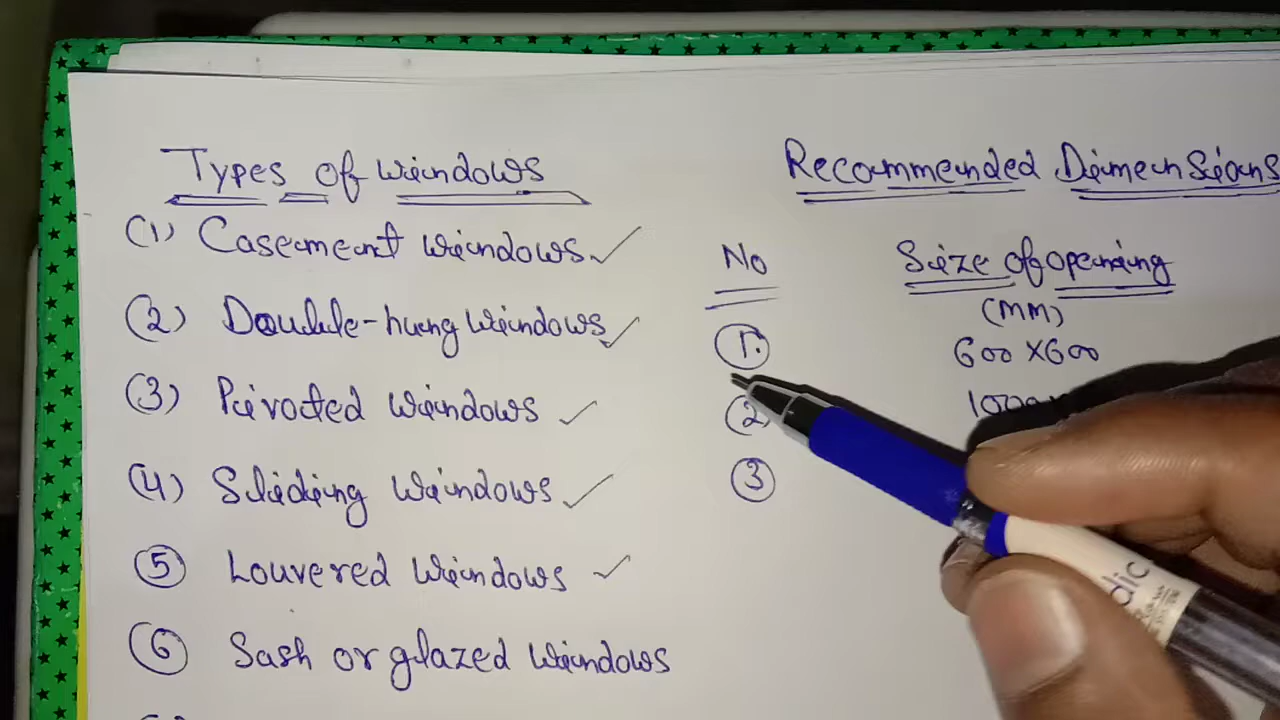 Types of Windows
(1) Casement Windows ✓
(2) Double-hung Windows ✓
(3) Pivoted Windows ✓
(4) Sliding Windows ✓
(5) Louvered Windows ✓
(6) Sash or glazed Windows
Recommended Dimensions
No Size of opening
(MM)
(1). 600 X 600
(2)
(3)